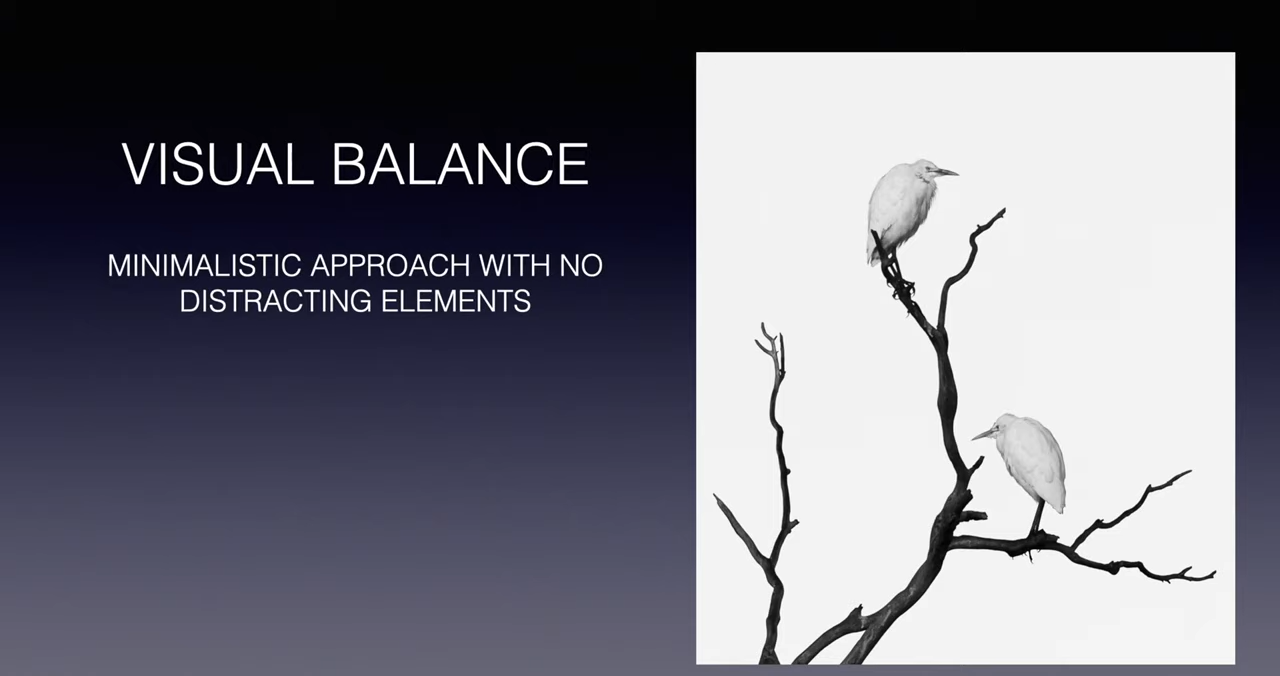 VISUAL BALANCE
MINIMALISTIC APPROACH WITH NO
DISTRACTING ELEMENTS